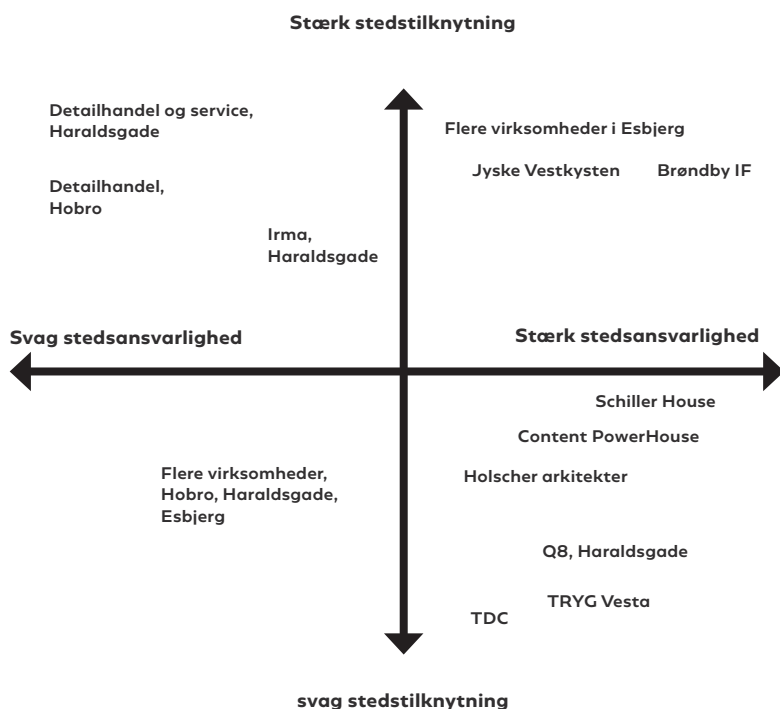 Stærk stedstilknytning
Detailhandel og service,
Haraldsgade
Flere virksomheder i Esbjerg
Jyske Vestkysten
Brøndby IF
Detailhandel,
Hobro
Irma,
Haraldsgade
Svag stedsansvarlighed
Stærk stedsansvarlighed
Schiller House
Content PowerHouse
Flere virksomheder,
Hobro, Haraldsgade,
Esbjerg
Holscher arkitekter
Q8, Haraldsgade
TRYG Vesta
TDC
svag stedstilknytning